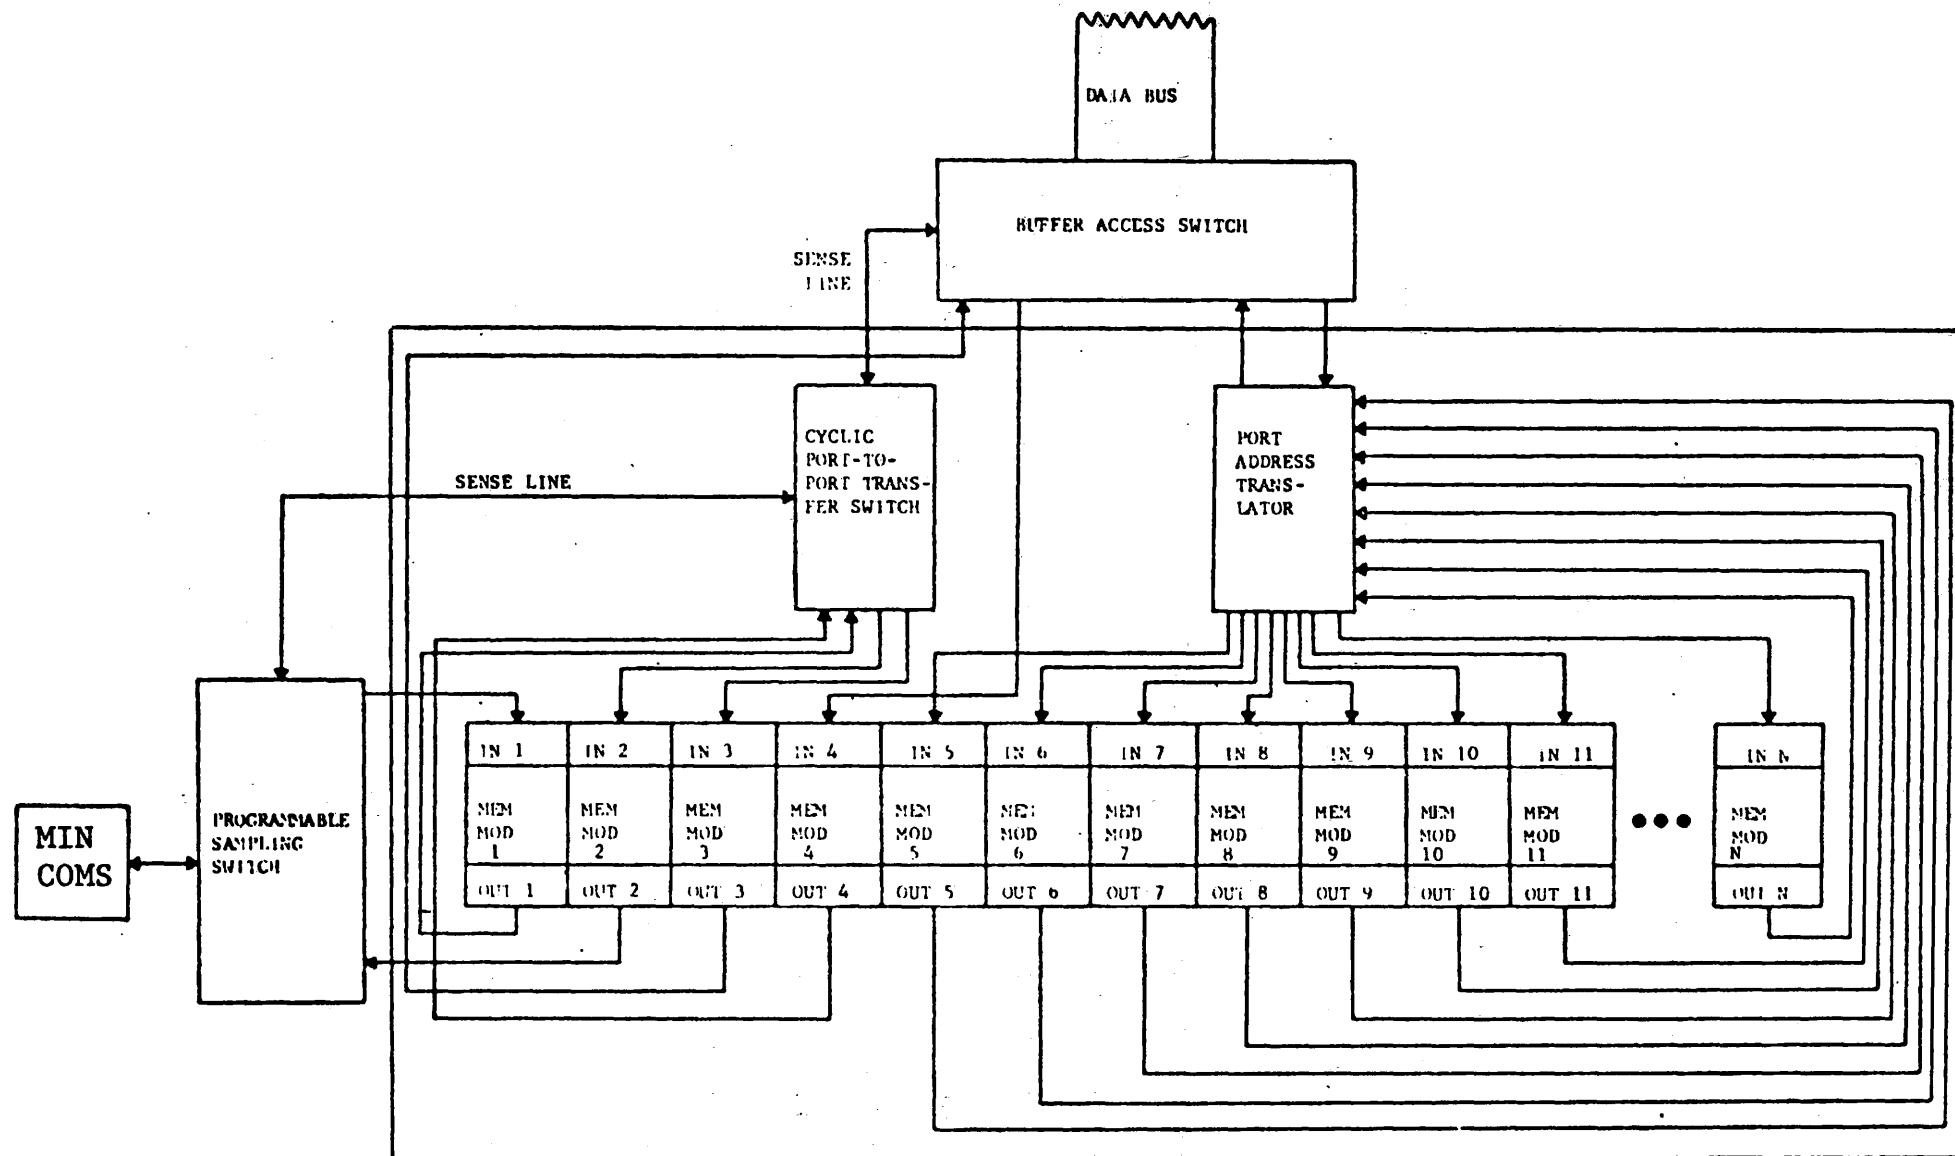 DATA BUS
BUFFER ACCESS SWITCH
SENSE
LINE
CYCLIC
PORT-TO-
PORT TRANS-
FER SWITCH
PORT
ADDRESS
TRANS-
LATOR
SENSE LINE
MIN
COMS
PROGRAMMABLE
SAMPLING
SWITCH
IN 1
IN 2
IN 3
IN 4
IN 5
IN 6
IN 7
IN 8
IN 9
IN 10
IN 11
IN N
MEM
MOD
1
MEM
MOD
2
MEM
MOD
3
MEM
MOD
4
MEM
MOD
5
MEM
MOD
6
MEM
MOD
7
MEM
MOD
8
MEM
MOD
9
MEM
MOD
10
MEM
MOD
11
MEM
MOD
N
OUT 1
OUT 2
OUT 3
OUT 4
OUT 5
OUT 6
OUT 7
OUT 8
OUT 9
OUT 10
OUT 11
OUT N